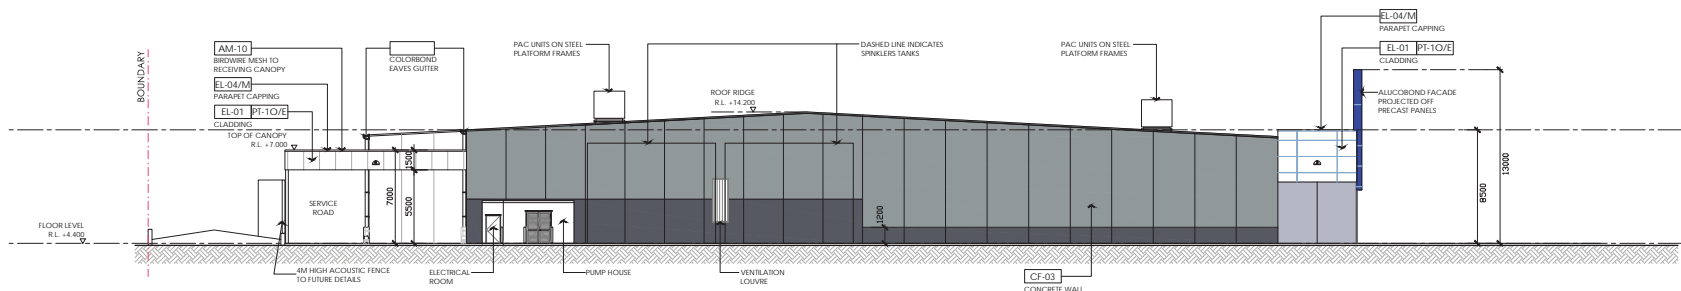 BOUNDARY
AM-10
BIRDWIRE MESH TO
RECEIVING CANOPY
EL-04/M
PARAPET CAPPING
EL-01 PT-1O/E
CLADDING
TOP OF CANOPY
R.L. +7.000
FLOOR LEVEL
R.L. +4.400
COLORBOND
EAVES GUTTER
PAC UNITS ON STEEL
PLATFORM FRAMES
ROOF RIDGE
R.L. +14.200
DASHED LINE INDICATES
SPINKLERS TANKS
PAC UNITS ON STEEL
PLATFORM FRAMES
EL-04/M
PARAPET CAPPING
EL-01 PT-1O/E
CLADDING
ALUCOBOND FACADE
PROJECTED OFF
PRECAST PANELS
SERVICE
ROAD
7000
1500
5500
1200
8500
13000
4M HIGH ACOUSTIC FENCE
TO FUTURE DETAILS
ELECTRICAL
ROOM
PUMP HOUSE
VENTILATION
LOUVRE
CF-03
CONCRETE WALL